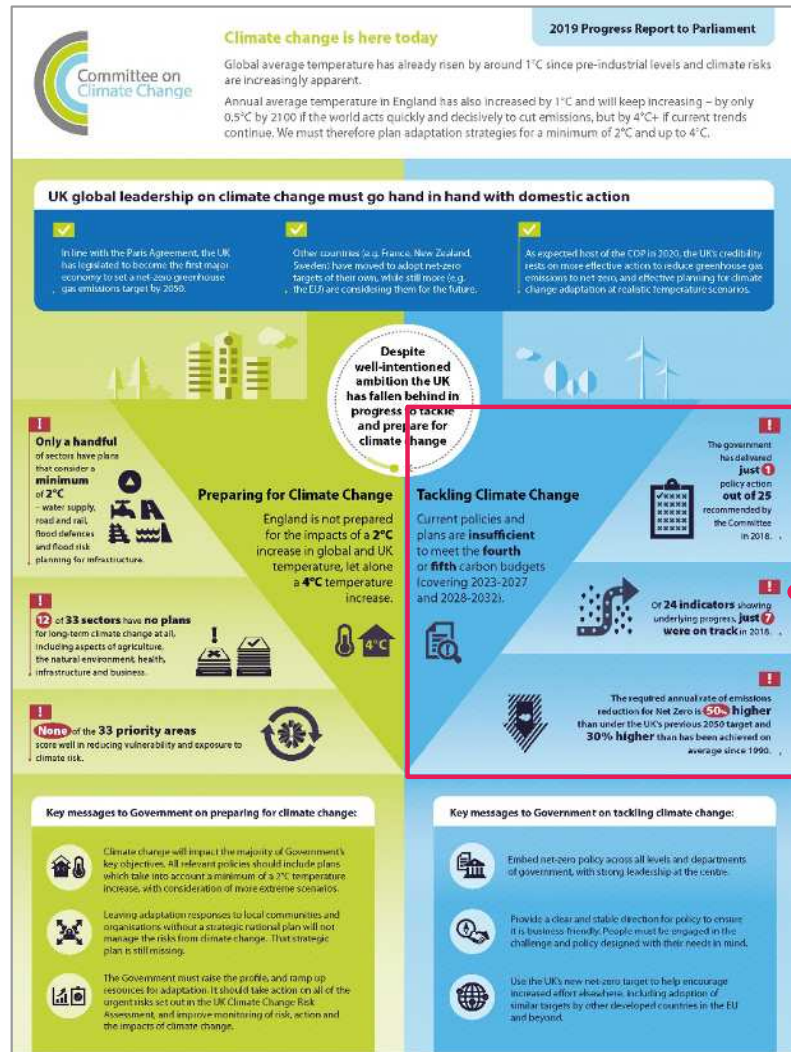 Committee on
Climate Change
2019 Progress Report to Parliament
Climate change is here today
Global average temperature has already risen by around 1°C since pre-industrial levels and climate risks
are increasingly apparent.
Annual average temperature in England has also increased by 1°C and will keep increasing – by only
0.5°C by 2100 if the world acts quickly and decisively to cut emissions, but by 4°C+ if current trends
continue. We must therefore plan adaptation strategies for a minimum of 2°C and up to 4°C.
UK global leadership on climate change must go hand in hand with domestic action
In line with the Paris Agreement, the UK
has legislated to become the first major
economy to set a net-zero greenhouse
gas emissions target by 2050.
Other countries (e.g. France, New Zealand,
Sweden) have moved to adopt net-zero
targets of their own, while still more (e.g.
the EU) are considering them for the future.
As expected host of the COP in 2020, the UK's credibility
rests on more effective action to reduce greenhouse gas
emissions to net-zero, and effective planning for climate
change adaptation at realistic temperature scenarios.
Despite
well-intentioned
ambition the UK
has fallen behind in
progress to tackle
and prepare for
climate change
!
Only a handful
of sectors have plans
that consider a
minimum
of 2°C
– water supply,
road and rail,
flood defences
and flood risk
planning for infrastructure.
!
12 of 33 sectors have no plans
for long-term climate change at all,
including aspects of agriculture,
the natural environment, health,
infrastructure and business.
!
None of the 33 priority areas
score well in reducing vulnerability and exposure to
climate risk.
Preparing for Climate Change
England is not prepared
for the impacts of a 2°C
increase in global and UK
temperature, let alone
a 4°C temperature
increase.
4°C
Tackling Climate Change
Current policies and
plans are insufficient
to meet the fourth
or fifth carbon budgets
(covering 2023-2027
and 2028-2032).
!
The government
has delivered
just 1
policy action
out of 25
recommended by
the Committee
in 2018.
!
Of 24 indicators showing
underlying progress, just 7
were on track in 2018.
!
The required annual rate of emissions
reduction for Net Zero is 50% higher
than under the UK's previous 2050 target and
30% higher than has been achieved on
average since 1990.
Key messages to Government on preparing for climate change:
Climate change will impact the majority of Government's
key objectives. All relevant policies should include plans
which take into account a minimum of a 2°C temperature
increase, with consideration of more extreme scenarios.
Leaving adaptation responses to local communities and
organisations without a strategic national plan will not
manage the risks from climate change. That strategic
plan is still missing.
The Government must raise the profile, and ramp up
resources for adaptation. It should take action on all of the
urgent risks set out in the UK Climate Change Risk
Assessment, and improve monitoring of risk, action and
the impacts of climate change.
Key messages to Government on tackling climate change:
Embed net-zero policy across all levels and departments
of government, with strong leadership at the centre.
Provide a clear and stable direction for policy to ensure
it is business-friendly. People must be engaged in the
challenge and policy designed with their needs in mind.
Use the UK's new net-zero target to help encourage
increased effort elsewhere, including adoption of
similar targets by other developed countries in the EU
and beyond.